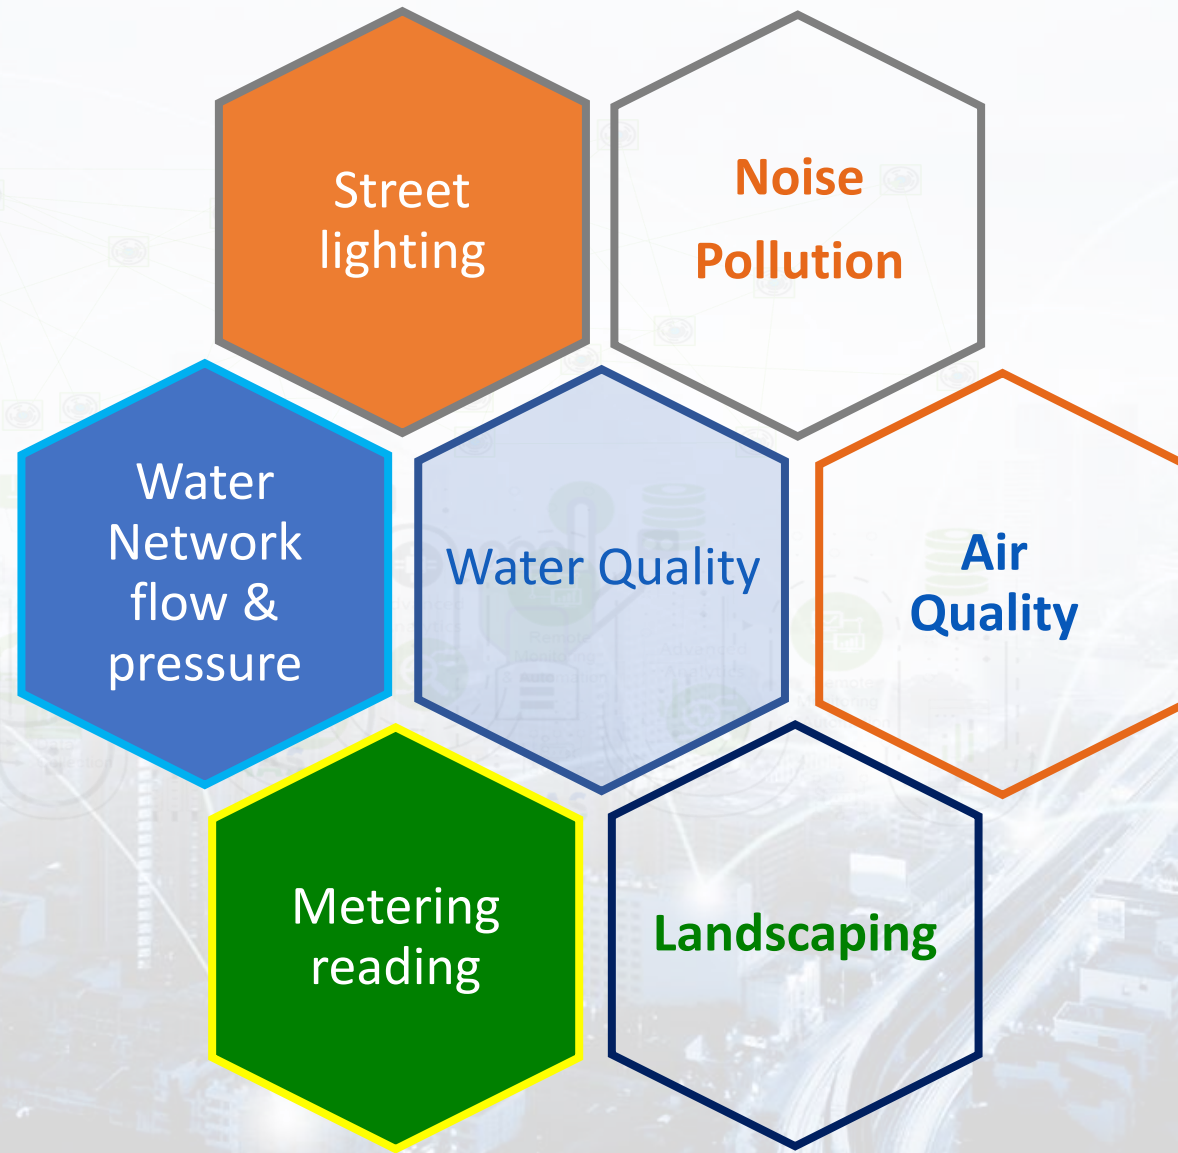 Street
lighting
Noise
Pollution
Water
Network
flow &
pressure
Water Quality
Air
Quality
Metering
reading
Landscaping